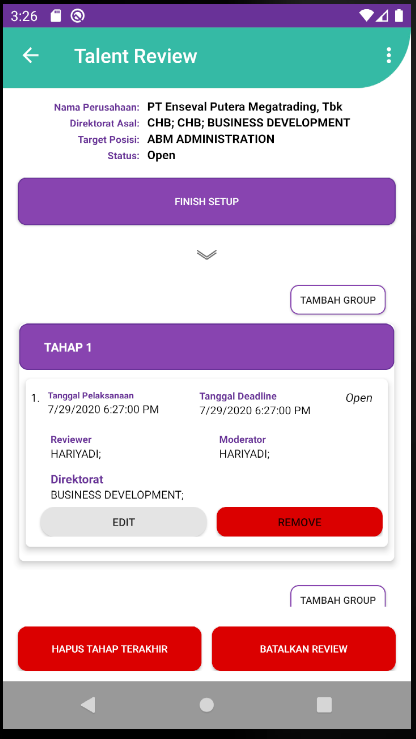 3:26
Talent Review
Nama Perusahaan: PT Enseval Putera Megatrading, Tbk
Direktorat Asal: CHB; CHB; BUSINESS DEVELOPMENT
Target Posisi: ABM ADMINISTRATION
Status: Open
FINISH SETUP
TAMBAH GROUP
TAHAP 1
1. Tanggal Pelaksanaan Tanggal Deadline Open
7/29/2020 6:27:00 PM 7/29/2020 6:27:00 PM
Reviewer Moderator
HARIYADI; HARIYADI;
Direktorat
BUSINESS DEVELOPMENT;
EDIT REMOVE
TAMBAH GROUP
HAPUS TAHAP TERAKHIR BATALKAN REVIEW